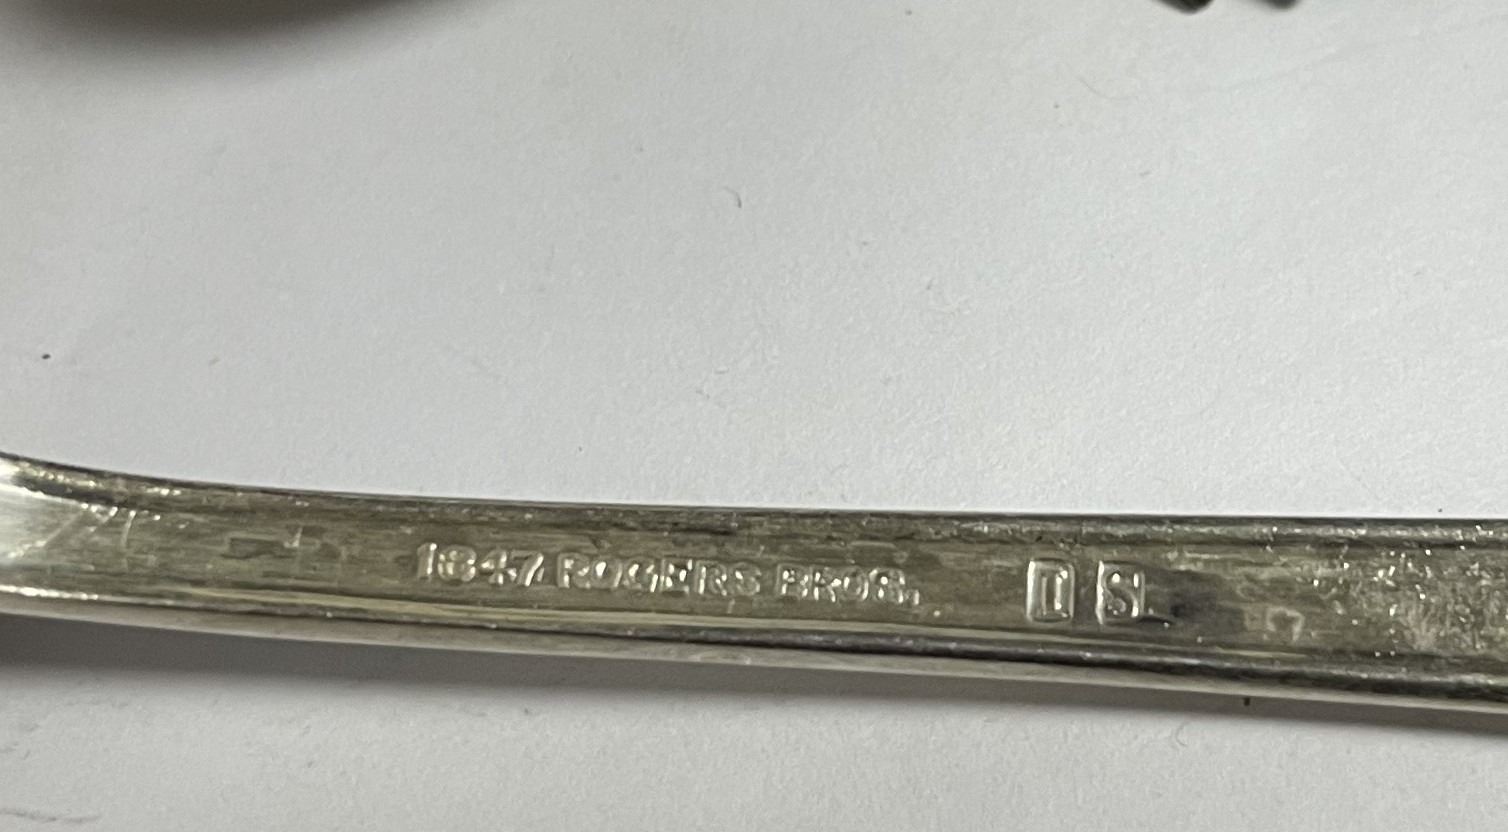 1847 ROGERS BROS. I S